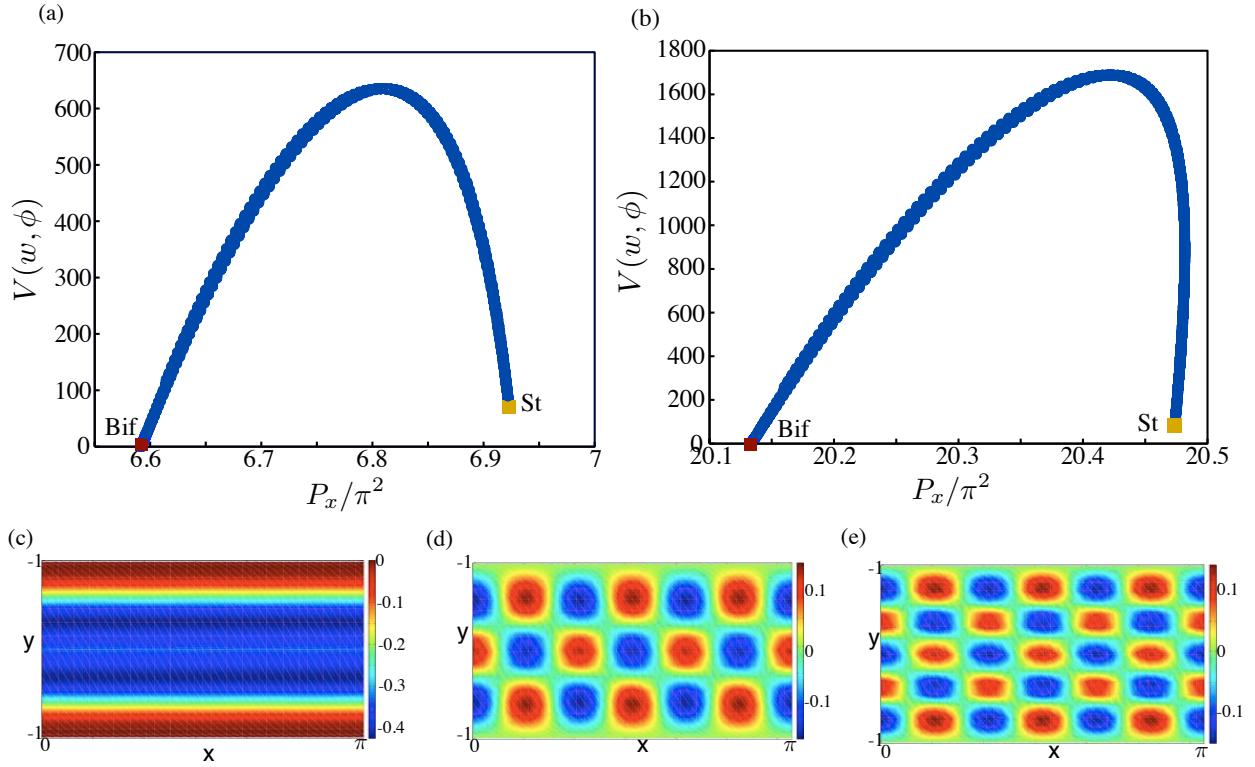 (a)
700
600
500
400
300
200
100
0
V(w, ϕ)
Bif
St
6.6
6.7
6.8
6.9
7
P_x/π²
(b)
1800
1600
1400
1200
1000
800
600
400
200
0
V(w, ϕ)
Bif
St
20.1
20.2
20.3
20.4
20.5
P_x/π²
(c)
-1
y
-1
0
x
π
0
-0.1
-0.2
-0.3
-0.4
(d)
-1
y
-1
0
x
π
0.1
0
-0.1
(e)
-1
y
-1
0
x
π
0.1
0
-0.1